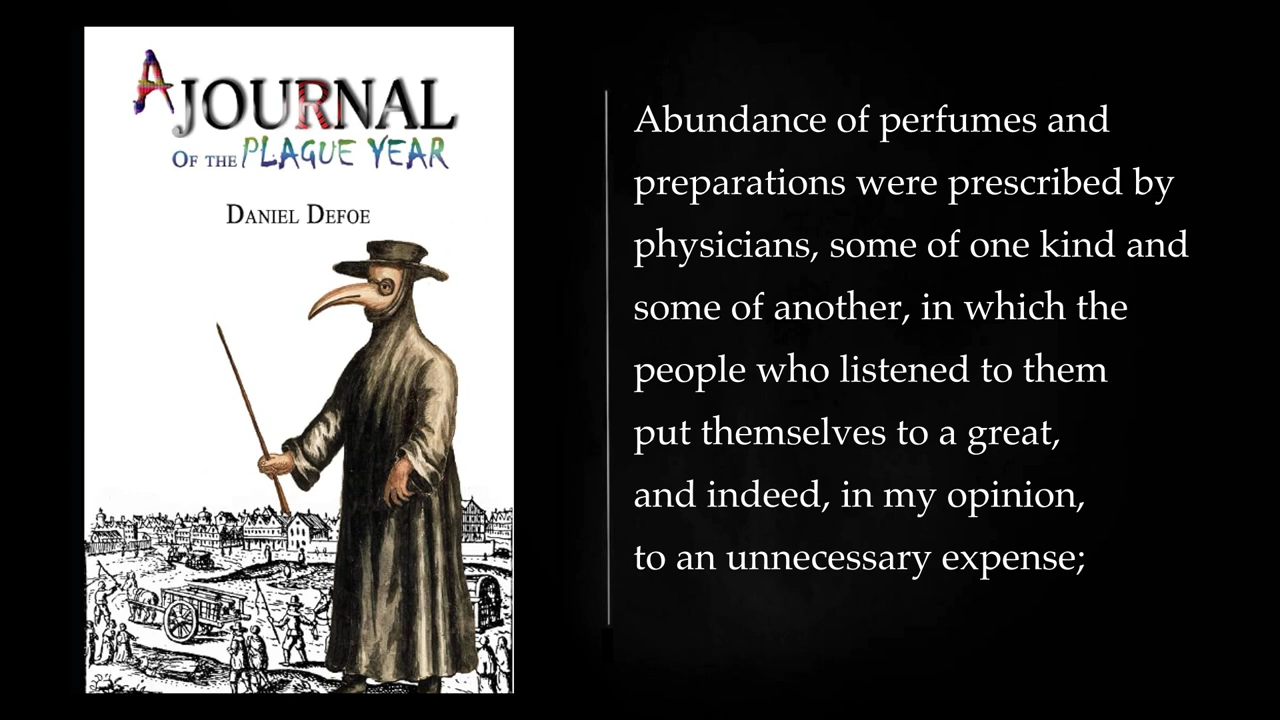 A JOURNAL
OF THE PLAGUE YEAR
DANIEL DEFOE
Abundance of perfumes and
preparations were prescribed by
physicians, some of one kind and
some of another, in which the
people who listened to them
put themselves to a great,
and indeed, in my opinion,
to an unnecessary expense;